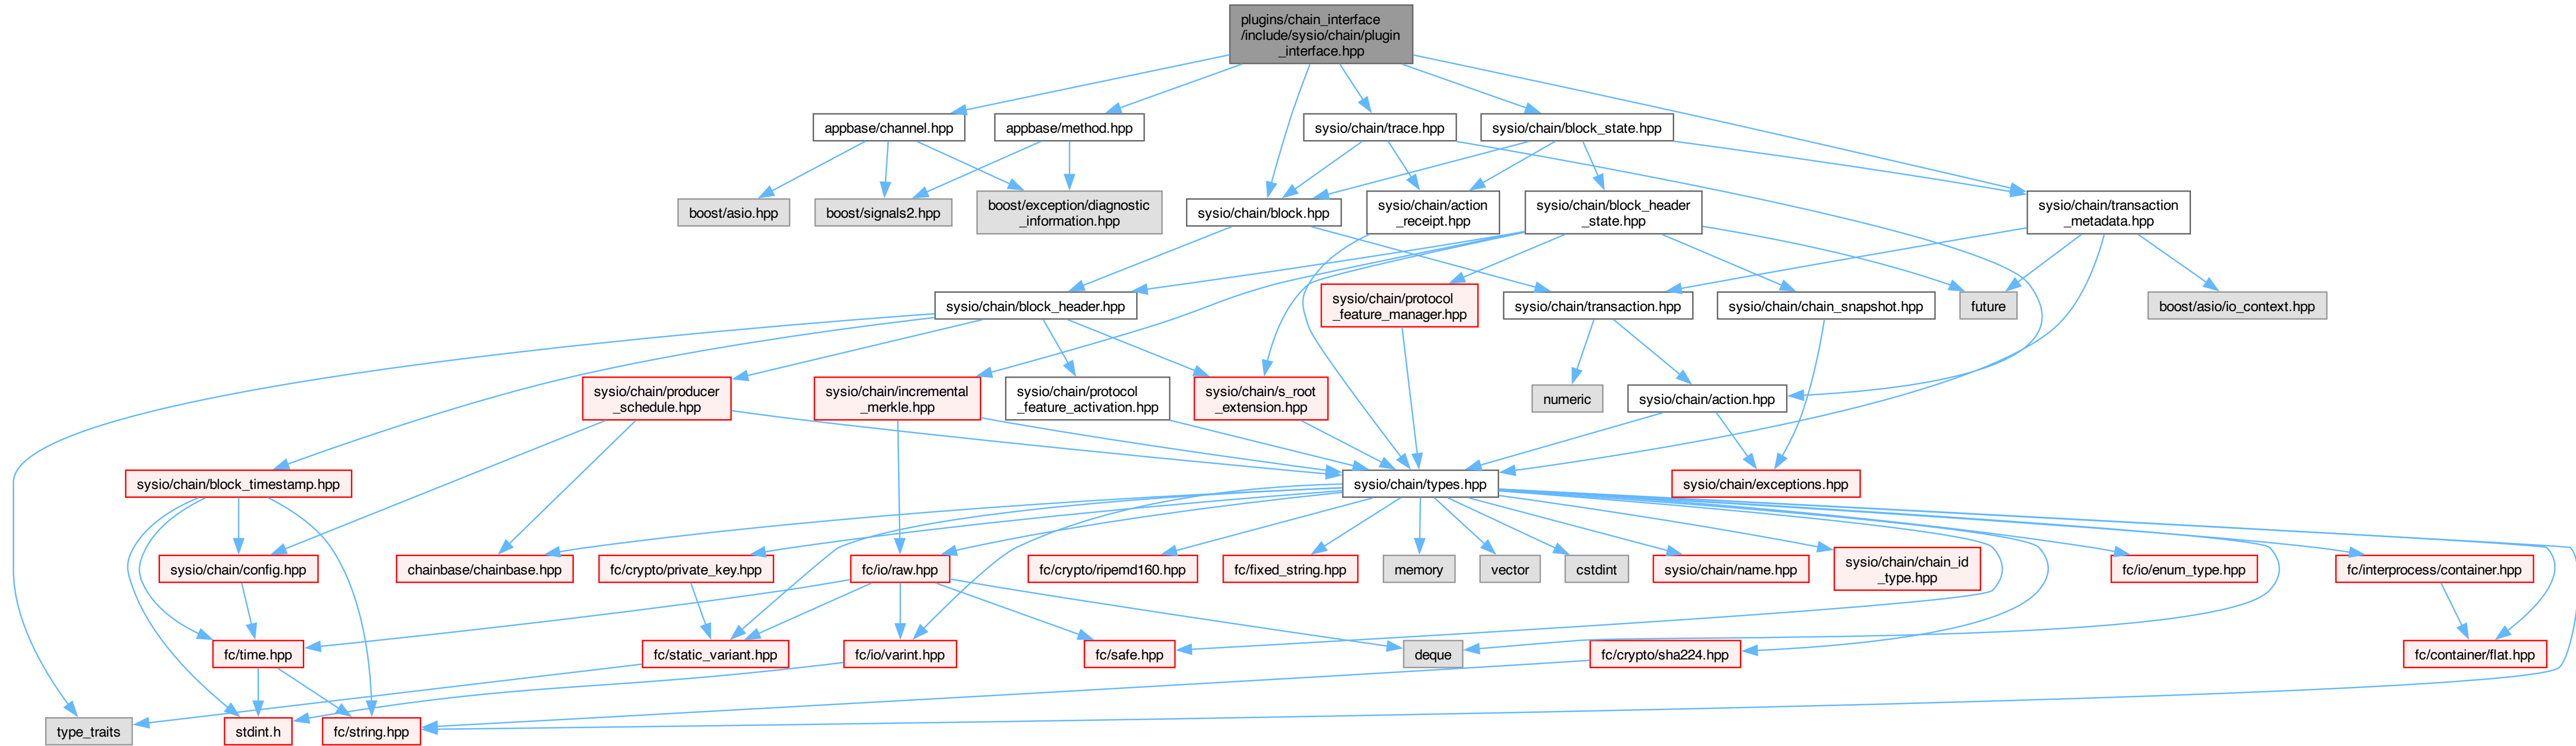 plugins/chain_interface
/include/sysio/chain/plugin
_interface.hpp
appbase/channel.hpp
appbase/method.hpp
sysio/chain/trace.hpp
sysio/chain/block_state.hpp
boost/asio.hpp
boost/signals2.hpp
boost/exception/diagnostic
_information.hpp
sysio/chain/block.hpp
sysio/chain/action
_receipt.hpp
sysio/chain/block_header
_state.hpp
sysio/chain/transaction
_metadata.hpp
sysio/chain/block_header.hpp
sysio/chain/protocol
_feature_manager.hpp
sysio/chain/transaction.hpp
sysio/chain/chain_snapshot.hpp
future
boost/asio/io_context.hpp
sysio/chain/producer
_schedule.hpp
sysio/chain/incremental
_merkle.hpp
sysio/chain/protocol
_feature_activation.hpp
sysio/chain/s_root
_extension.hpp
numeric
sysio/chain/action.hpp
sysio/chain/block_timestamp.hpp
sysio/chain/types.hpp
sysio/chain/exceptions.hpp
sysio/chain/config.hpp
chainbase/chainbase.hpp
fc/crypto/private_key.hpp
fc/io/raw.hpp
fc/crypto/ripemd160.hpp
fc/fixed_string.hpp
memory
vector
cstdint
sysio/chain/name.hpp
sysio/chain/chain_id
_type.hpp
fc/io/enum_type.hpp
fc/interprocess/container.hpp
fc/time.hpp
fc/static_variant.hpp
fc/io/varint.hpp
fc/safe.hpp
deque
fc/crypto/sha224.hpp
fc/container/flat.hpp
type_traits
stdint.h
fc/string.hpp